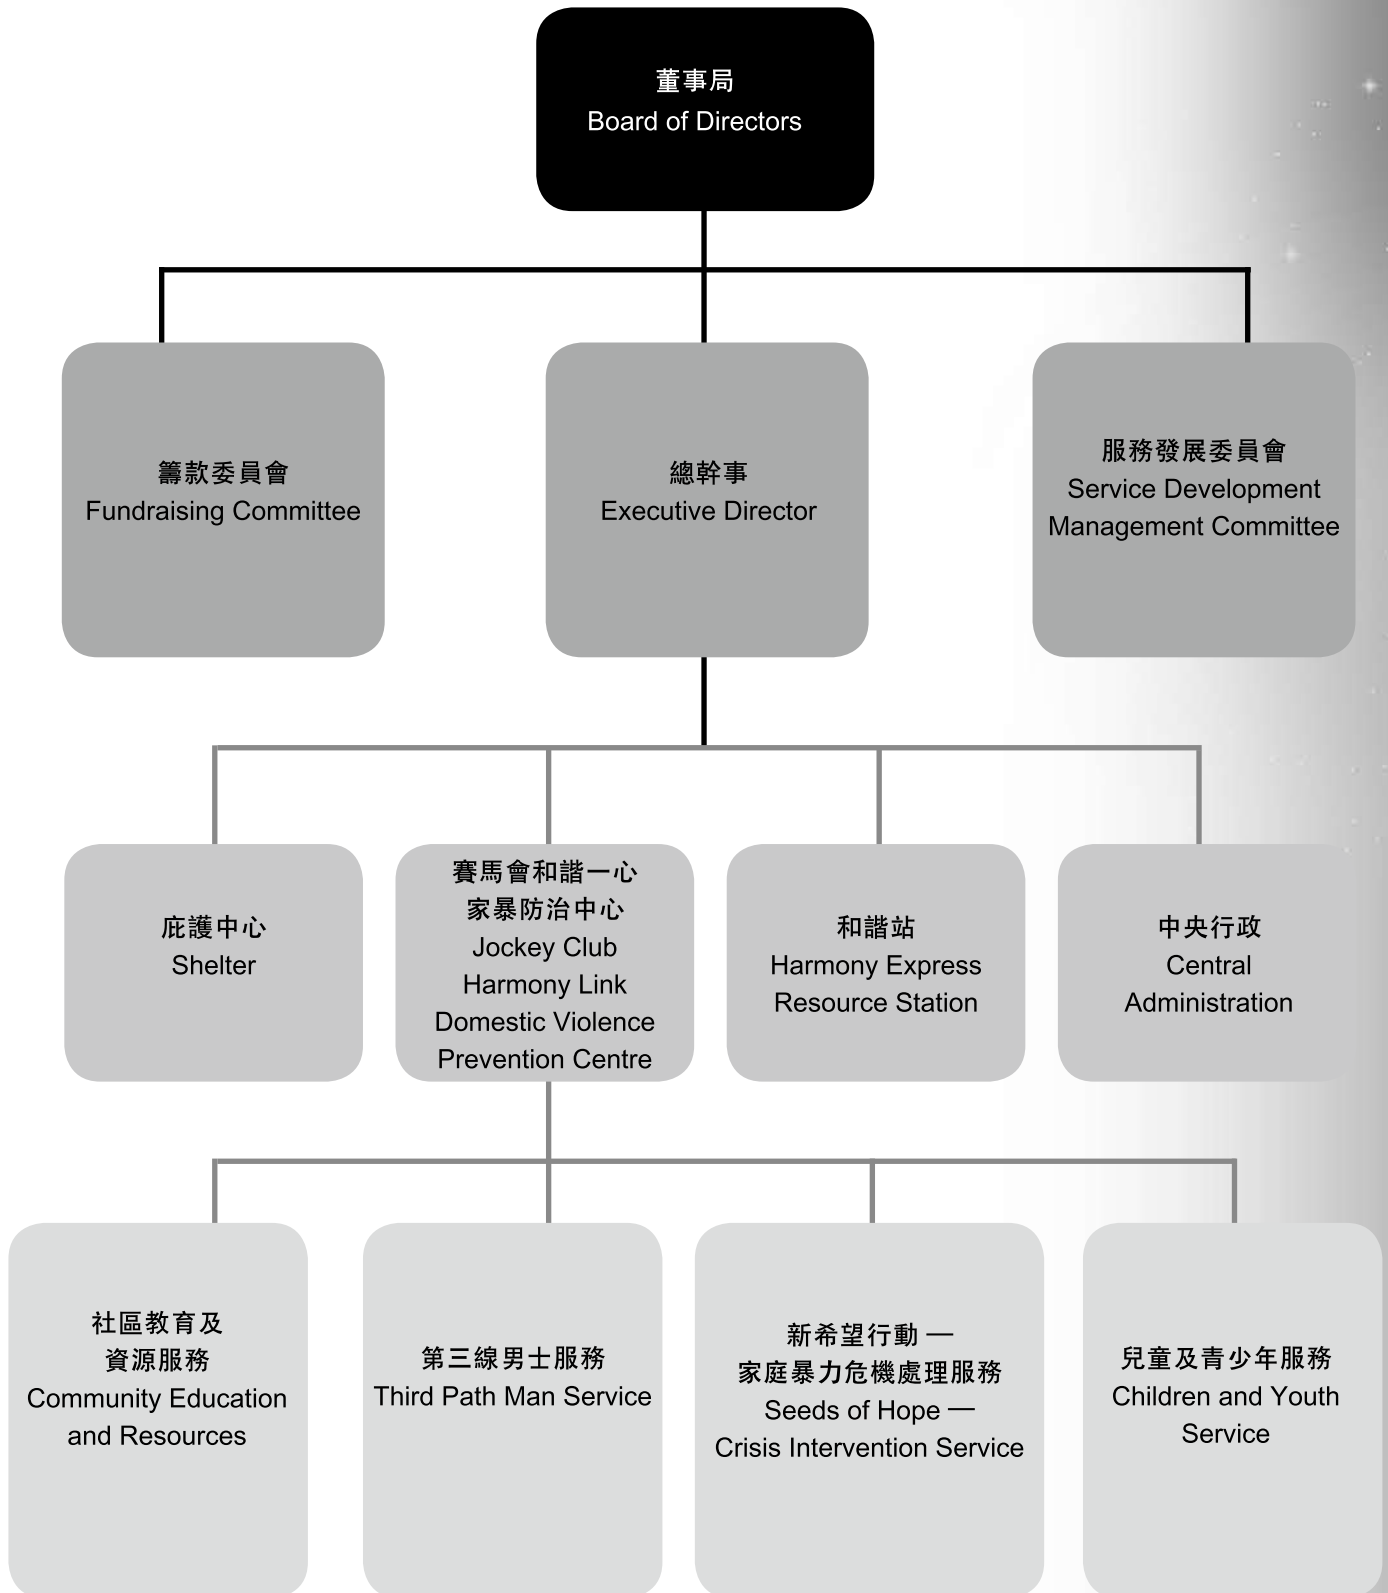 董事局
Board of Directors
籌款委員會
Fundraising Committee
總幹事
Executive Director
服務發展委員會
Service Development
Management Committee
庇護中心
Shelter
賽馬會和諧一心
家暴防治中心
Jockey Club
Harmony Link
Domestic Violence
Prevention Centre
和諧站
Harmony Express
Resource Station
中央行政
Central
Administration
社區教育及
資源服務
Community Education
and Resources
第三線男士服務
Third Path Man Service
新希望行動 —
家庭暴力危機處理服務
Seeds of Hope —
Crisis Intervention Service
兒童及青少年服務
Children and Youth
Service